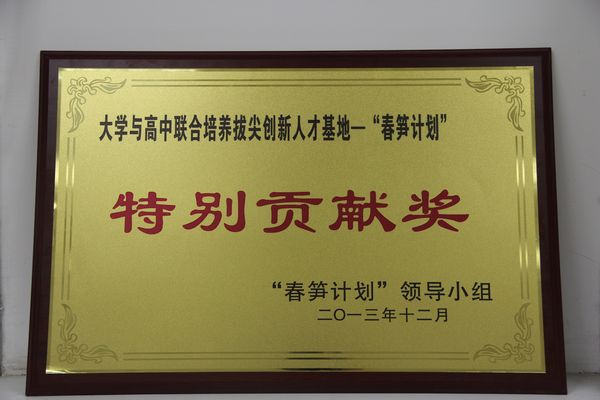 大学与高中联合培养拔尖创新人才基地一“春笋计划”
特别贡献奖
“春笋计划”领导小组
二〇一三年十二月